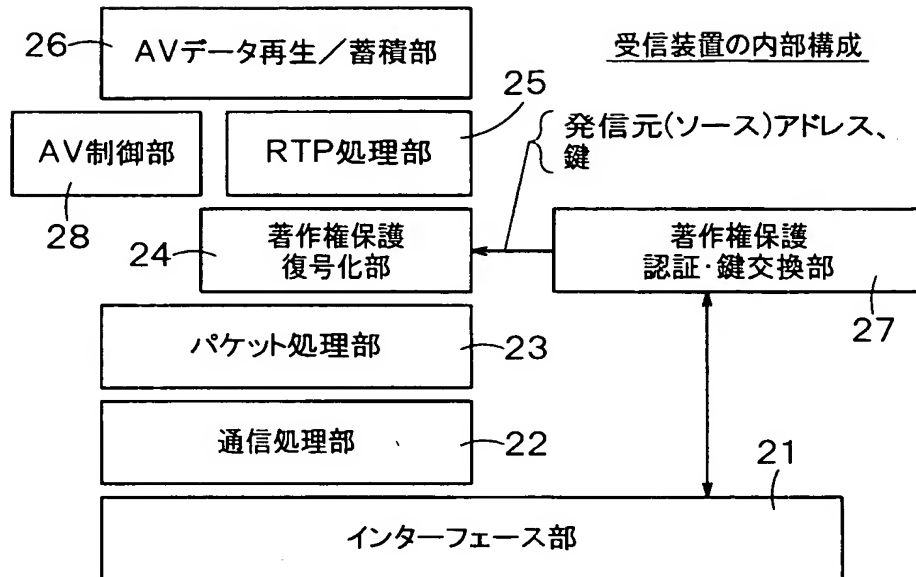 26
AVデータ再生／蓄積部
受信装置の内部構成
25
発信元(ソース)アドレス、
鍵
AV制御部
RTP処理部
28
24
著作権保護
復号化部
著作権保護
認証·鍵交換部
27
パケット処理部
23
通信処理部
22
21
インターフェース部